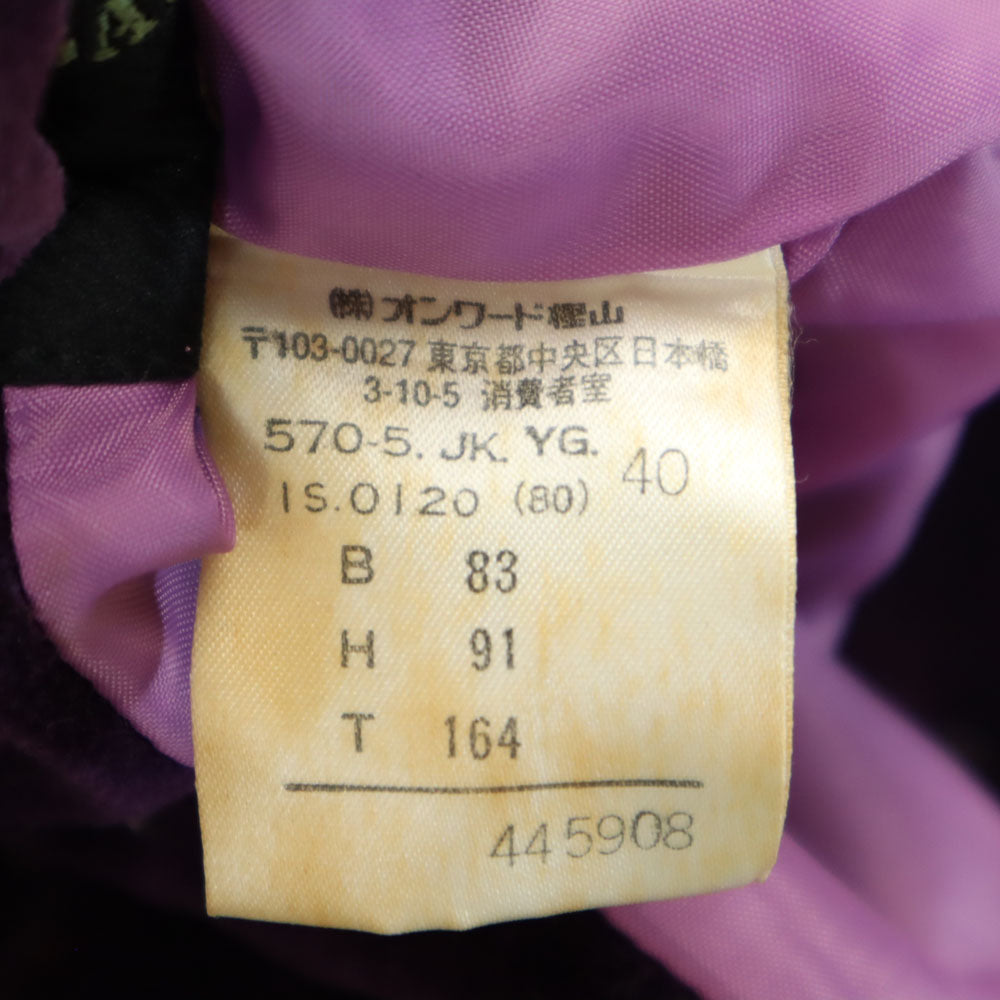 ㈱オンワード樫山
〒103-0027 東京都中央区日本橋
3-10-5 消費者室
570-5. JK. YG.
40
IS.0120 (80)
B 83
H 91
T 164
445908